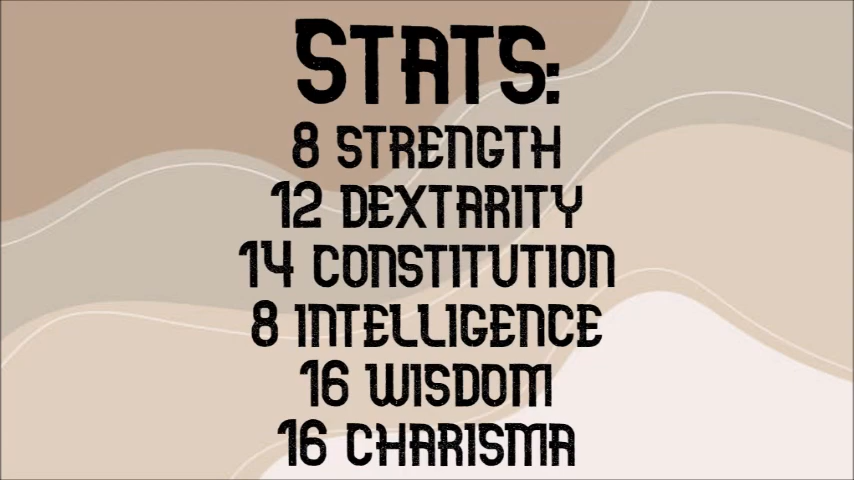 STATS:
8 STRENGTH
12 DEXTARITY
14 CONSTITUTION
8 INTELLIGENCE
16 WISDOM
16 CHARISMA